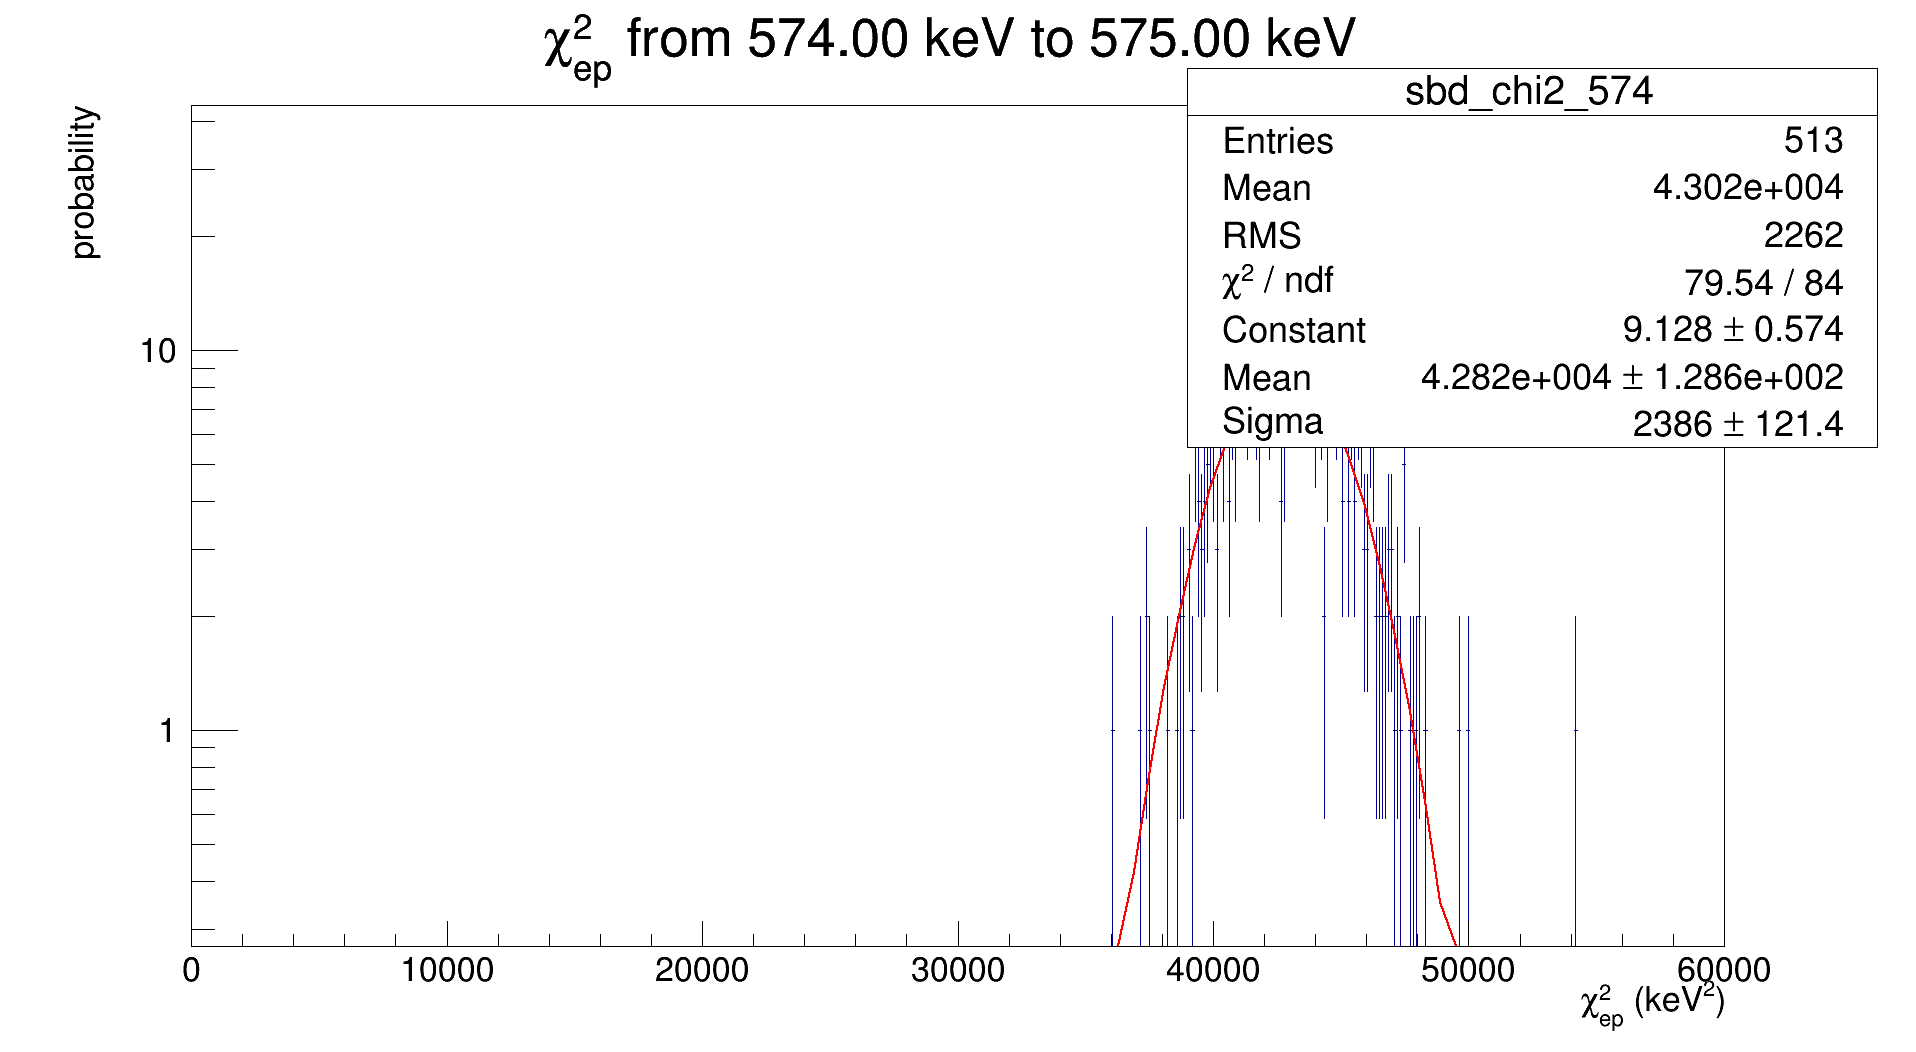 χ²ep from 574.00 keV to 575.00 keV
sbd_chi2_574
Entries 513
Mean 4.302e+004
RMS 2262
χ² / ndf 79.54 / 84
Constant 9.128 ± 0.574
Mean 4.282e+004 ± 1.286e+002
Sigma 2386 ± 121.4
probability
10
1
0 10000 20000 30000 40000 50000 60000
χ²ep (keV²)